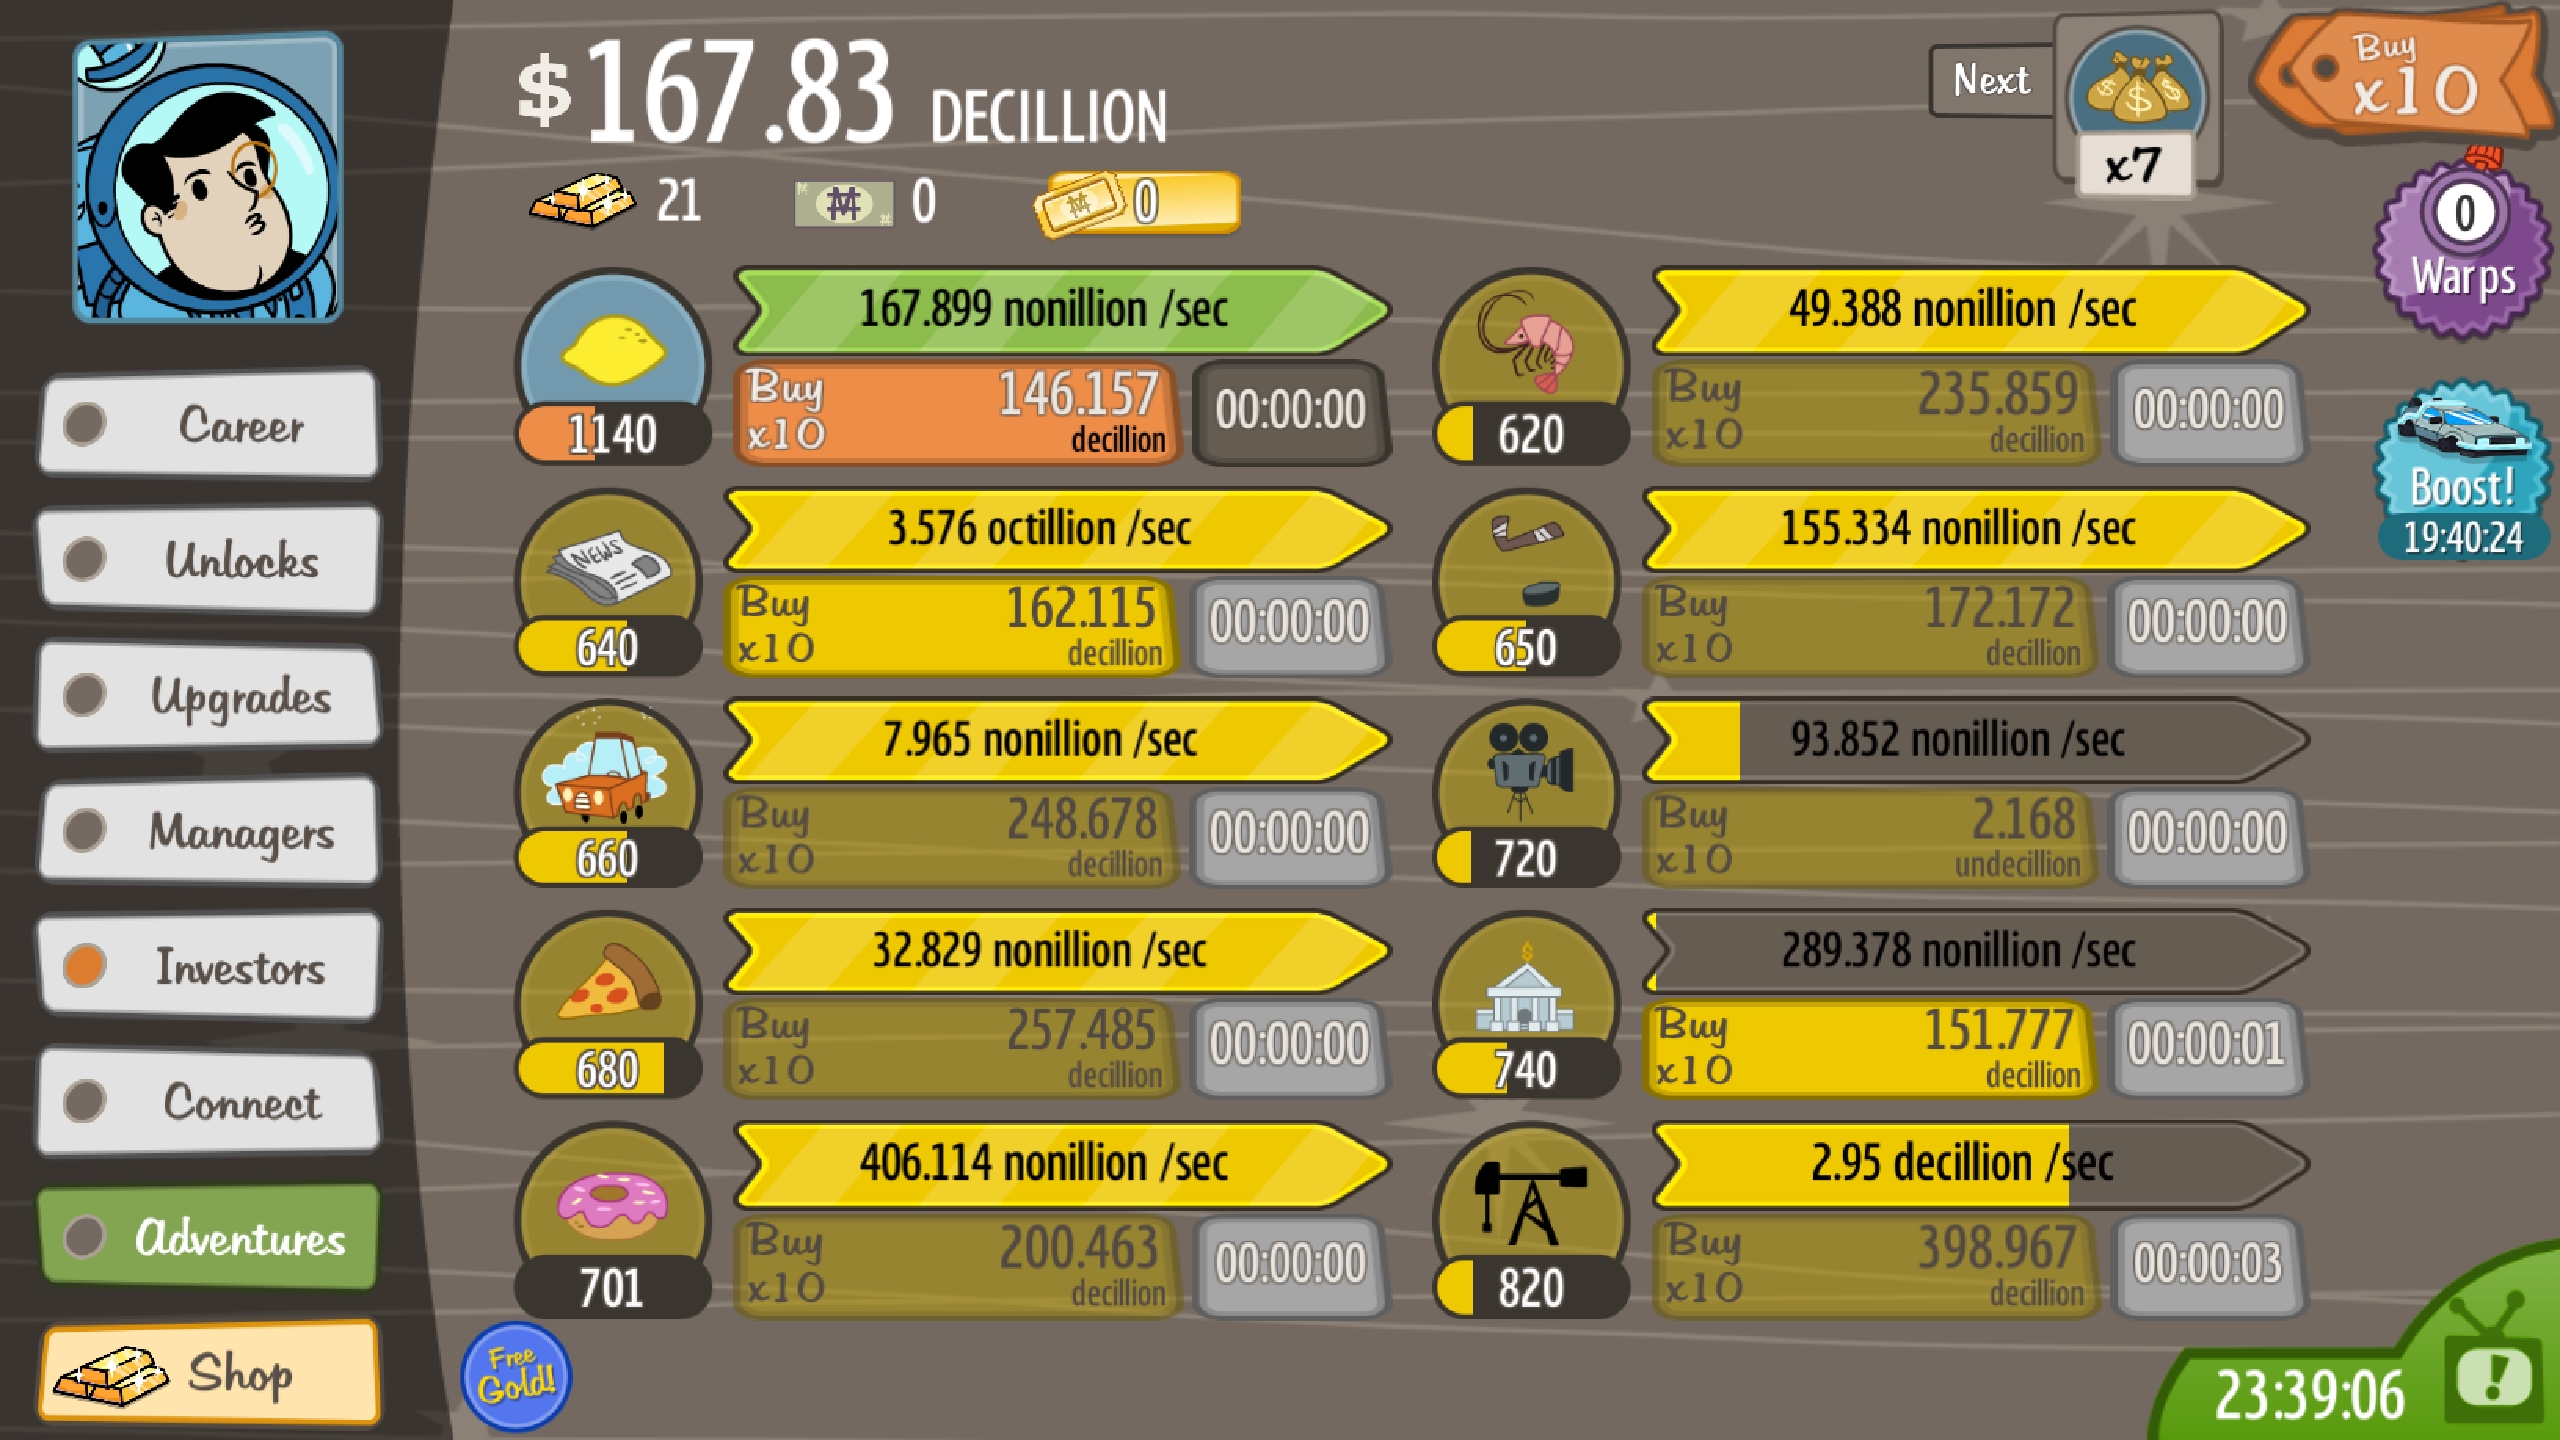 $167.83 DECILLION
Next
x7
Buy
x10
21
0
0
0
Warps
Boost!
19:40:24
Career
Unlocks
Upgrades
Managers
Investors
Connect
Adventures
Shop
167.899 nonillion /sec
Buy x10
146.157 decillion
00:00:00
1140
NEWS
3.576 octillion /sec
Buy x10
162.115 decillion
00:00:00
640
7.965 nonillion /sec
Buy x10
248.678 decillion
00:00:00
660
32.829 nonillion /sec
Buy x10
257.485 decillion
00:00:00
680
406.114 nonillion /sec
Buy x10
200.463 decillion
00:00:00
701
49.388 nonillion /sec
Buy x10
235.859 decillion
00:00:00
620
155.334 nonillion /sec
Buy x10
172.172 decillion
00:00:00
650
93.852 nonillion /sec
Buy x10
2.168 undecillion
00:00:00
720
289.378 nonillion /sec
Buy x10
151.777 decillion
00:00:01
740
2.95 decillion /sec
Buy x10
398.967 decillion
00:00:03
820
Free
Gold!
23:39:06